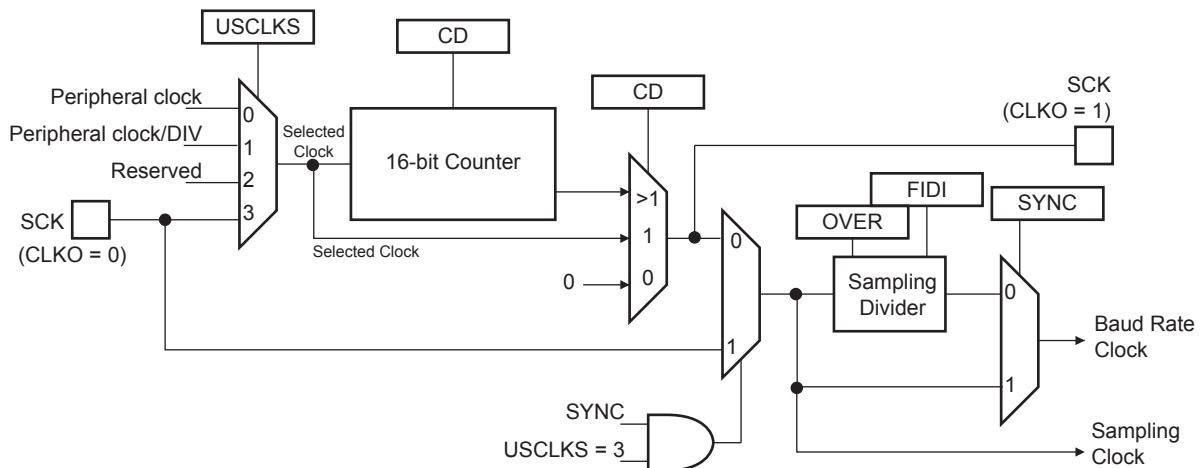 USCLKS
CD
CD
SCK
(CLKO = 1)
Peripheral clock
Peripheral clock/DIV
Reserved
SCK
(CLKO = 0)
0
1
2
3
Selected
Clock
16-bit Counter
Selected Clock
0
>1
1
0
0
1
FIDI
OVER
SYNC
Sampling
Divider
0
1
Baud Rate
Clock
SYNC
USCLKS = 3
Sampling
Clock